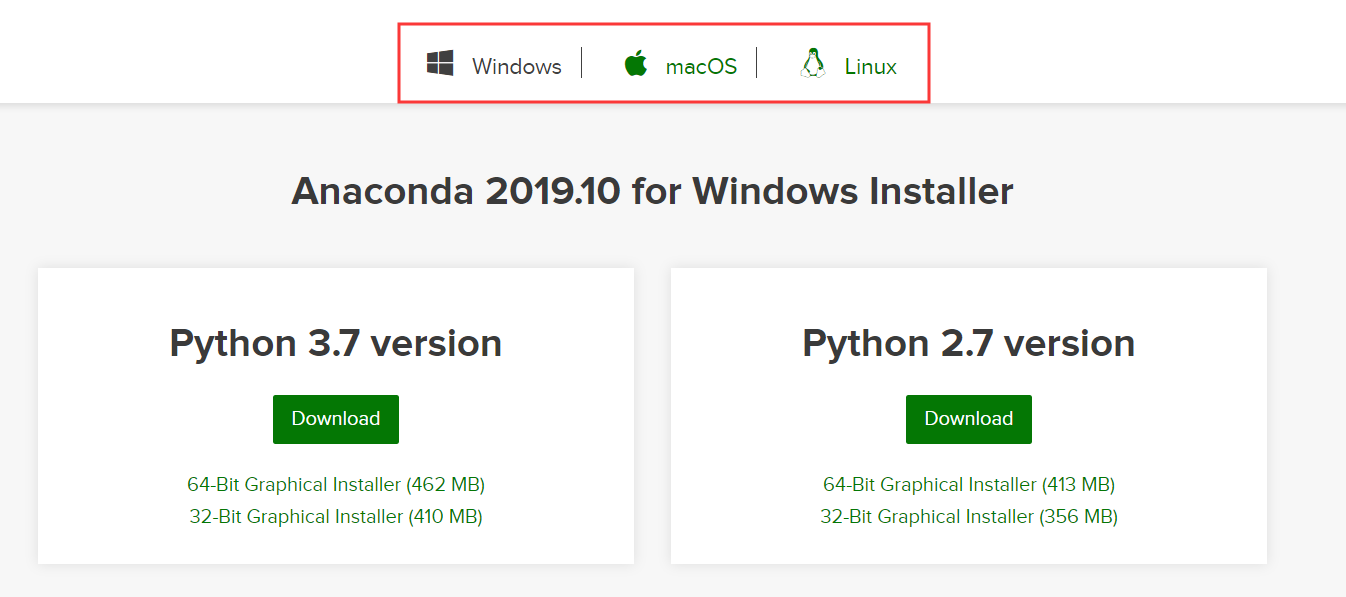 Windows macOS Linux
Anaconda 2019.10 for Windows Installer
Python 3.7 version
Download
64-Bit Graphical Installer (462 MB)
32-Bit Graphical Installer (410 MB)
Python 2.7 version
Download
64-Bit Graphical Installer (413 MB)
32-Bit Graphical Installer (356 MB)